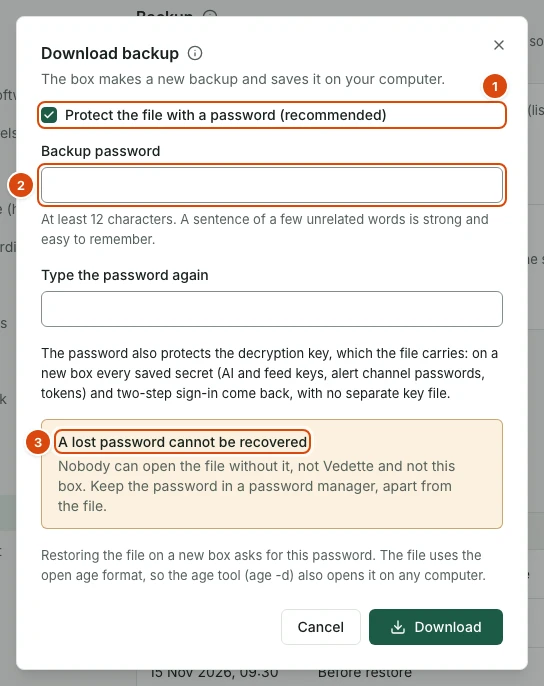 Download backup
The box makes a new backup and saves it on your computer.
1
Protect the file with a password (recommended)
Backup password
2
At least 12 characters. A sentence of a few unrelated words is strong and
easy to remember.
Type the password again
The password also protects the decryption key, which the file carries: on a
new box every saved secret (AI and feed keys, alert channel passwords,
tokens) and two-step sign-in come back, with no separate key file.
3
A lost password cannot be recovered
Nobody can open the file without it, not Vedette and not this
box. Keep the password in a password manager, apart from
the file.
Restoring the file on a new box asks for this password. The file uses the
open age format, so the age tool (age -d) also opens it on any computer.
Cancel
Download
15 Nov 2026, 09:30
Before restore